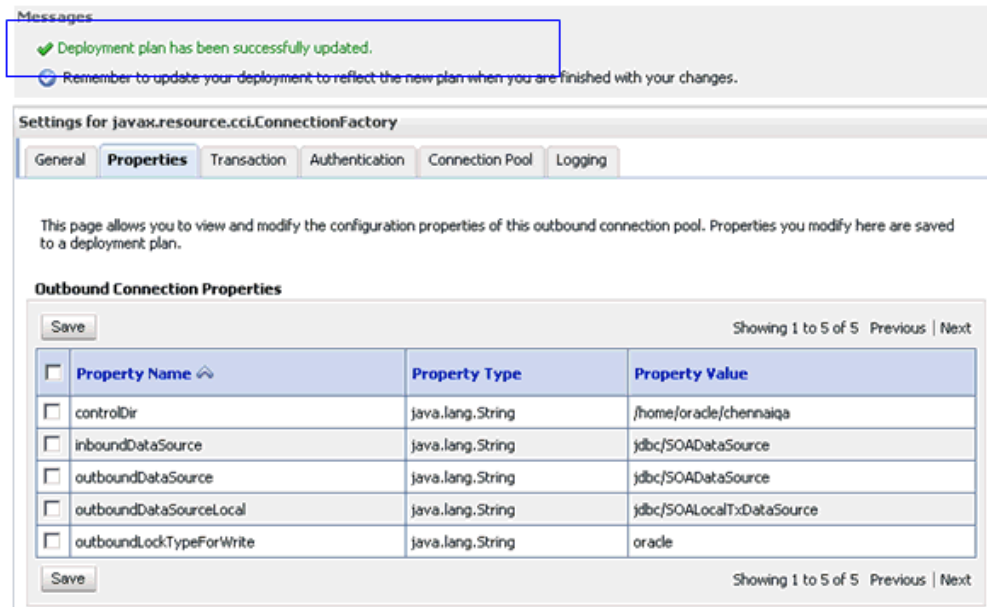 Messages
Deployment plan has been successfully updated.
Remember to update your deployment to reflect the new plan when you are finished with your changes.
Settings for javax.resource.cci.ConnectionFactory
General Properties Transaction Authentication Connection Pool Logging
This page allows you to view and modify the configuration properties of this outbound connection pool. Properties you modify here are saved
to a deployment plan.
Outbound Connection Properties
Save Showing 1 to 5 of 5 Previous | Next
Property Name Property Type Property Value
controlDir java.lang.String /home/oracle/chennaiqa
inboundDataSource java.lang.String jdbc/SOADataSource
outboundDataSource java.lang.String jdbc/SOADataSource
outboundDataSourceLocal java.lang.String jdbc/SOALocalTxDataSource
outboundLockTypeForWrite java.lang.String oracle
Save Showing 1 to 5 of 5 Previous | Next